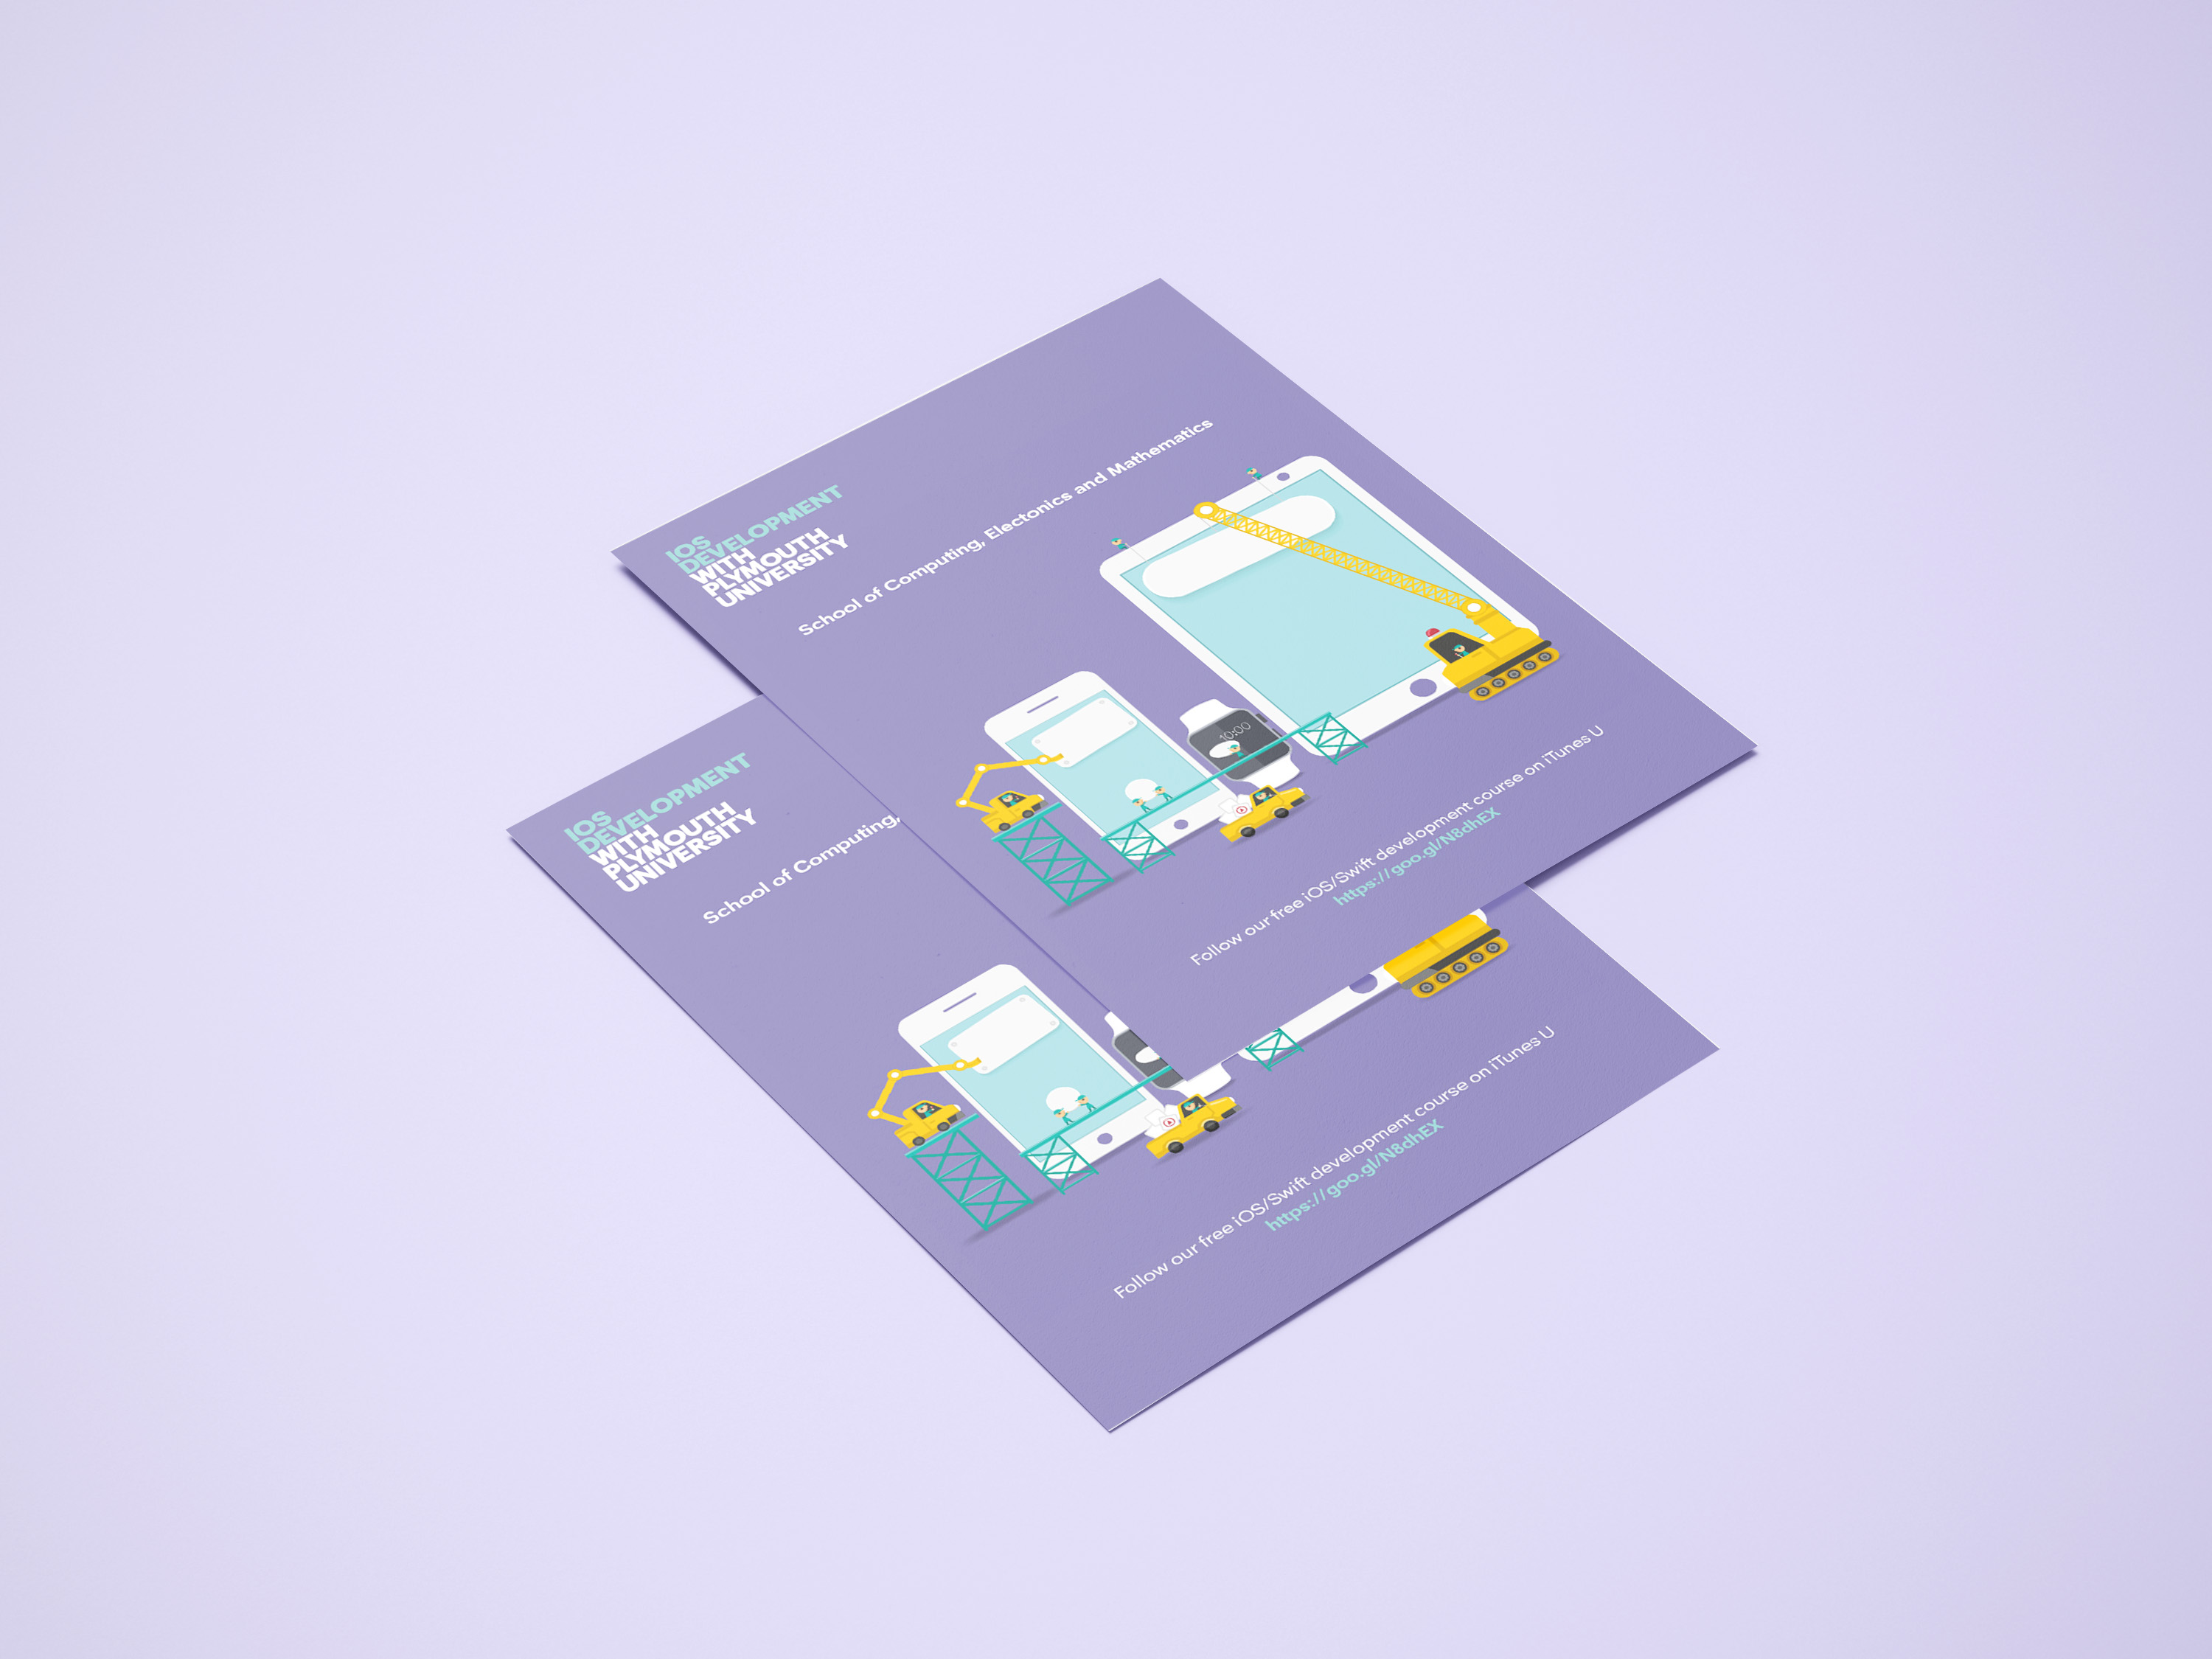 IOS
DEVELOPMENT
WITH
PLYMOUTH
UNIVERSITY
School of Computing, Electonics and Mathematics
10:00
Follow our free iOS/Swift development course on iTunes U
https://goo.gl/N8dhEX
IOS
DEVELOPMENT
WITH
PLYMOUTH
UNIVERSITY
School of Computing,
Follow our free iOS/Swift development course on iTunes U
https://goo.gl/N8dhEX